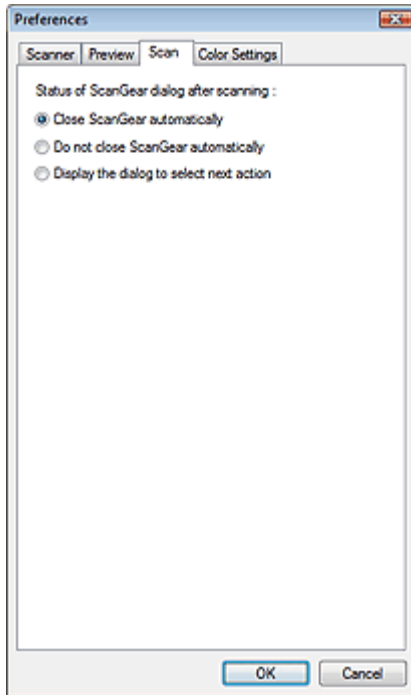 Preferences
Scanner Preview Scan Color Settings
Status of ScanGear dialog after scanning :
Close ScanGear automatically
Do not close ScanGear automatically
Display the dialog to select next action
OK Cancel